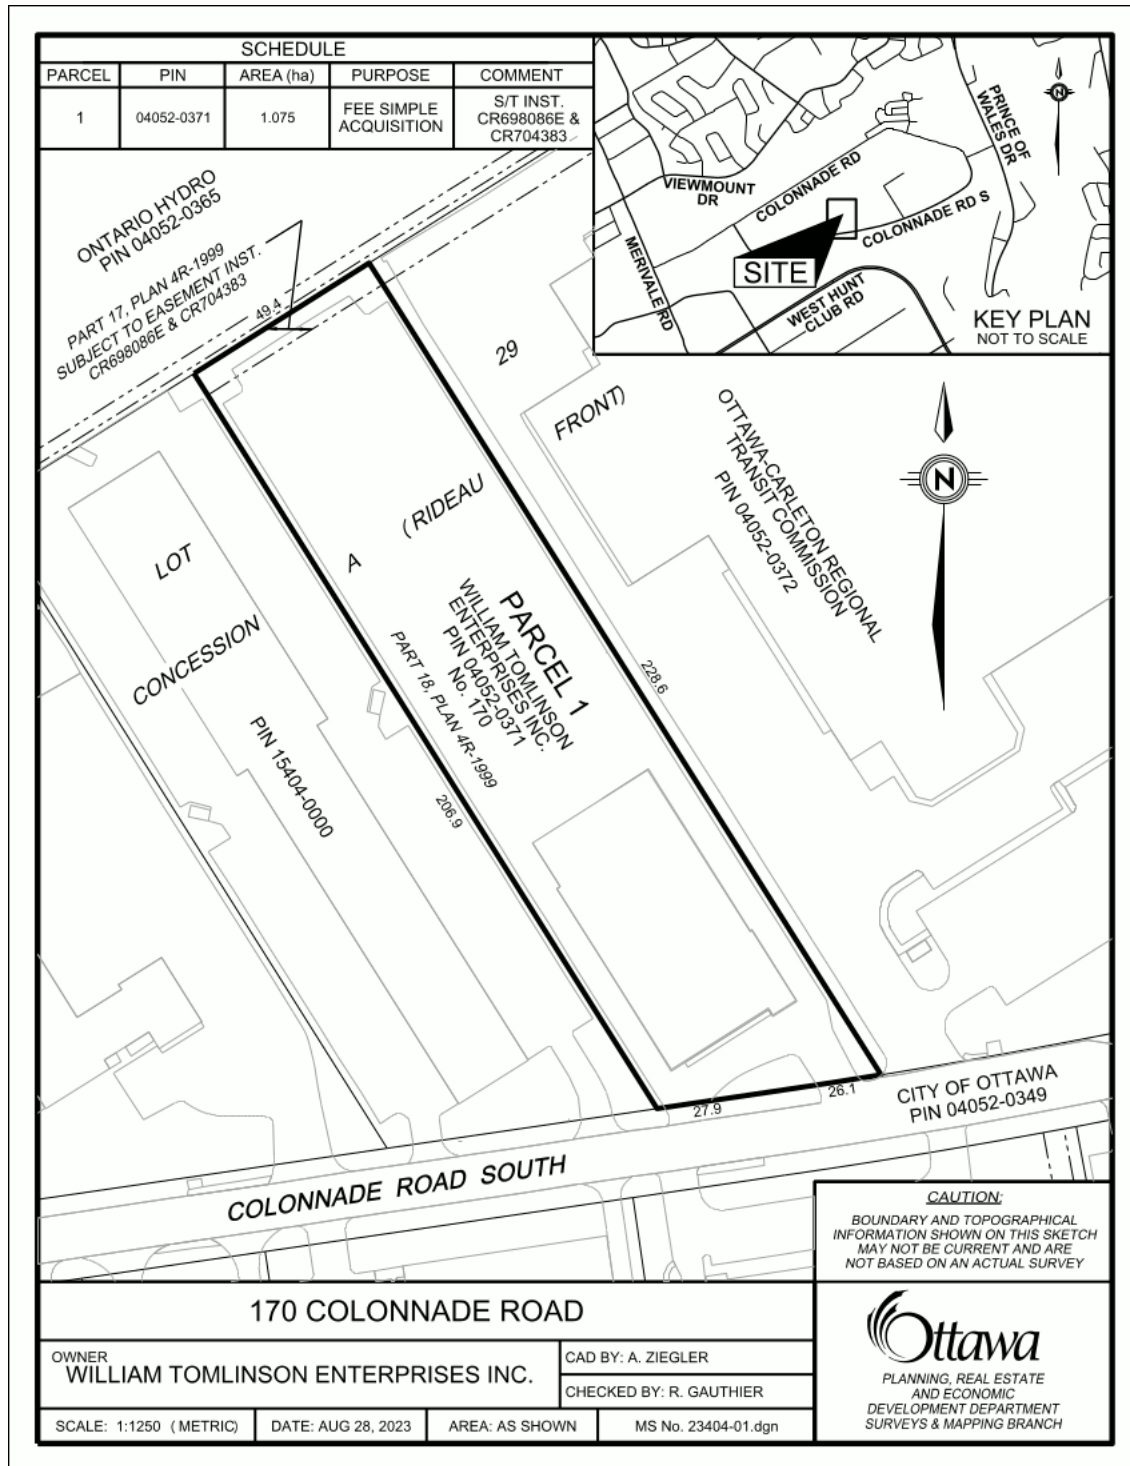 SCHEDULE
PARCEL PIN AREA (ha) PURPOSE COMMENT
1 04052-0371 1.075 FEE SIMPLE ACQUISITION S/T INST. CR698086E & CR704383
VIEWMOUNT
DR
COLONNADE RD
PRINCE OF
WALES DR
COLONNADE RD S
MERIVALE RD
SITE
WEST HUNT
CLUB RD
N
KEY PLAN
NOT TO SCALE
ONTARIO HYDRO
PIN 04052-0365
PART 17, PLAN 4R-1999
SUBJECT TO EASEMENT INST.
CR698086E & CR704383
49.4
29
FRONT)
(RIDEAU
A
LOT
CONCESSION
OTTAWA-CARLETON REGIONAL
TRANSIT COMMISSION
PIN 04052-0372
N
PARCEL 1
WILLIAM TOMLINSON
ENTERPRISES INC.
PIN 04052-0371
No. 170
PART 18, PLAN 4R-1999
228.6
206.9
PIN 15404-0000
27.9
26.1
CITY OF OTTAWA
PIN 04052-0349
COLONNADE ROAD SOUTH
CAUTION:
BOUNDARY AND TOPOGRAPHICAL
INFORMATION SHOWN ON THIS SKETCH
MAY NOT BE CURRENT AND ARE
NOT BASED ON AN ACTUAL SURVEY
170 COLONNADE ROAD
OWNER
WILLIAM TOMLINSON ENTERPRISES INC.
CAD BY: A. ZIEGLER
CHECKED BY: R. GAUTHIER
SCALE: 1:1250 ( METRIC) DATE: AUG 28, 2023 AREA: AS SHOWN MS No. 23404-01.dgn
Ottawa
PLANNING, REAL ESTATE
AND ECONOMIC
DEVELOPMENT DEPARTMENT
SURVEYS & MAPPING BRANCH